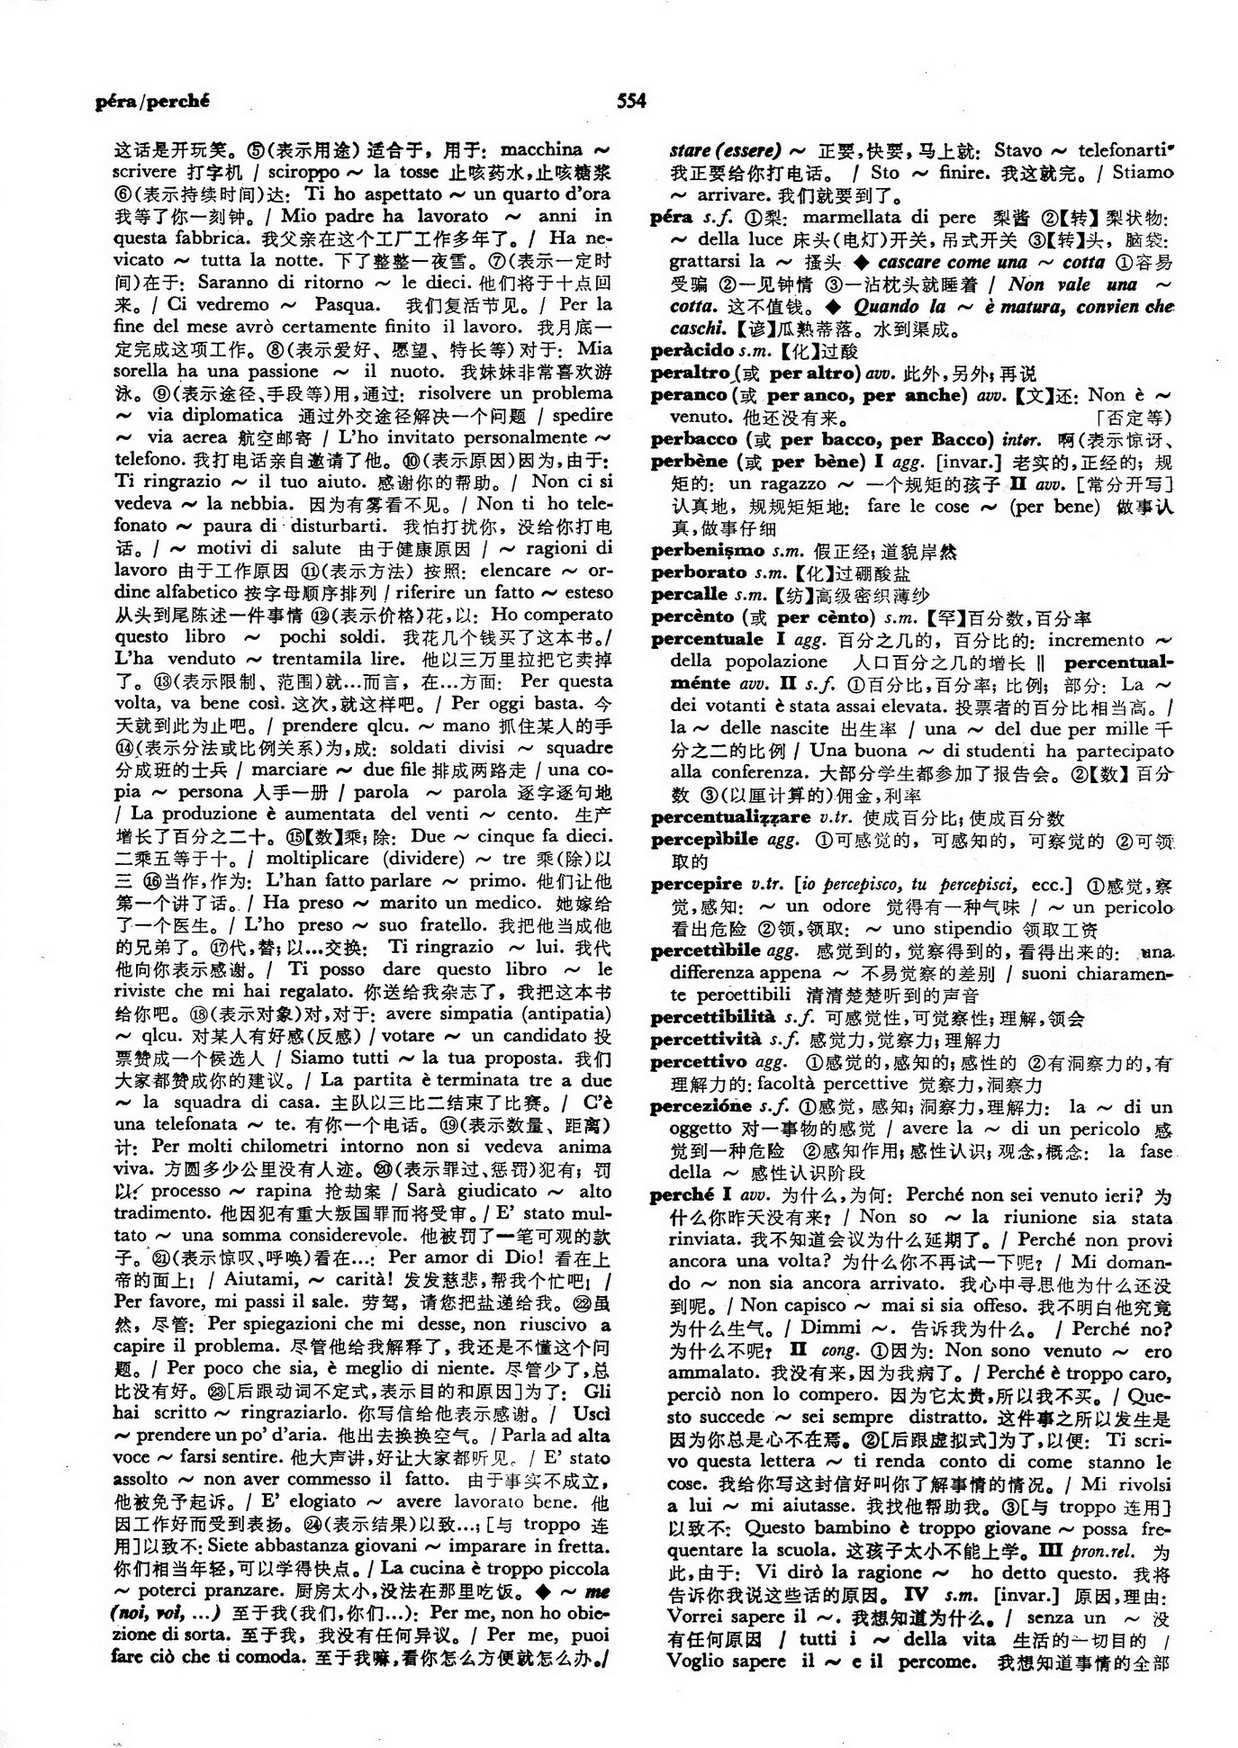 péra/perché
554
这话是开玩笑。⑤(表示用途) 适合于，用于: macchina ~
scrivere 打字机 / sciroppo ~ la tosse 止咳药水,止咳糖浆
⑥(表示持续时间)达: Ti ho aspettato ~ un quarto d'ora
我等了你一刻钟。/ Mio padre ha lavorato ~ anni in
questa fabbrica. 我父亲在这个工厂工作多年了。/ Ha ne-
vicato ~ tutta la notte. 下了整整一夜雪。⑦(表示一定时
间)在于: Saranno di ritorno ~ le dieci. 他们将于十点回
来。/ Ci vedremo ~ Pasqua. 我们复活节见。/ Per la
fine del mese avrò certamente finito il lavoro. 我月底一
定完成这项工作。⑧(表示爱好、愿望、特长等)对于: Mia
sorella ha una passione ~ il nuoto. 我妹妹非常喜欢游
泳。⑨(表示途径、手段等)用,通过: risolvere un problema
~ via diplomatica 通过外交途径解决一个问题 / spedire
~ via aerea 航空邮寄 / L'ho invitato personalmente ~
telefono. 我打电话亲自邀请了他。⑩(表示原因)因为,由于:
Ti ringrazio ~ il tuo aiuto. 感谢你的帮助。/ Non ci si
vedeva ~ la nebbia. 因为有雾看不见。/ Non ti ho tele-
fonato ~ paura di disturbarti. 我怕打扰你，没给你打电
话。/ ~ motivi di salute 由于健康原因 / ~ ragioni di
lavoro 由于工作原因 ⑪(表示方法) 按照: elencare ~ or-
dine alfabetico 按字母顺序排列 / riferire un fatto ~ esteso
从头到尾陈述一件事情 ⑫(表示价格)花,以: Ho comperato
questo libro ~ pochi soldi. 我花几个钱买了这本书。/
L'ha venduto ~ trentamila lire. 他以三万里拉把它卖掉
了。⑬(表示限制、范围)就…而言，在…方面: Per questa
volta, va bene così. 这次,就这样吧。/ Per oggi basta. 今
天就到此为止吧。/ prendere qlcu. ~ mano 抓住某人的手
⑭(表示分法或比例关系)为,成: soldati divisi ~ squadre
分成班的士兵 / marciare ~ due file 排成两路走 / una co-
pia ~ persona 人手一册 / parola ~ parola 逐字逐句地
/ La produzione è aumentata del venti ~ cento. 生产
增长了百分之二十。⑮【数】乘;除: Due ~ cinque fa dieci.
二乘五等于十。/ moltiplicare (dividere) ~ tre 乘(除)以
三 ⑯当作,作为: L'han fatto parlare ~ primo. 他们让他
第一个讲了话。/ Ha preso ~ marito un medico. 她嫁给
了一个医生。/ L'ho preso ~ suo fratello. 我把他当成他
的兄弟了。⑰代,替;以…交换: Ti ringrazio ~ lui. 我代
他向你表示感谢。/ Ti posso dare questo libro ~ le
riviste che mi hai regalato. 你送给我杂志了，我把这本书
给你吧。⑱(表示对象)对,对于: avere simpatia (antipatia)
~ qlcu. 对某人有好感(反感) / votare ~ un candidato 投
票赞成一个候选人 / Siamo tutti ~ la tua proposta. 我们
大家都赞成你的建议。/ La partita è terminata tre a due
~ la squadra di casa. 主队以三比二结束了比赛。/ C'è
una telefonata ~ te. 有你一个电话。⑲(表示数量、距离)
计: Per molti chilometri intorno non si vedeva anima
viva. 方圆多少公里没有人迹。⑳(表示罪过、惩罚)犯有; 罚
以: processo ~ rapina 抢劫案 / Sarà giudicato ~ alto
tradimento. 他因犯有重大叛国罪而将受审。/ E' stato mul-
tato ~ una somma considerevole. 他被罚了一笔可观的款
子。㉑(表示惊叹、呼唤)看在…: Per amor di Dio! 看在上
帝的面上! / Aiutami, ~ carità! 发发慈悲,帮我个忙吧! /
Per favore, mi passi il sale. 劳驾，请您把盐递给我。㉒虽
然，尽管: Per spiegazioni che mi desse, non riuscivo a
capire il problema. 尽管他给我解释了,我还是不懂这个问
题。/ Per poco che sia, è meglio di niente. 尽管少了,总
比没有好。㉓[后跟动词不定式,表示目的和原因]为了: Gli
hai scritto ~ ringraziarlo. 你写信给他表示感谢。/ Uscì
~ prendere un po' d'aria. 他出去换换空气。/ Parla ad alta
voce ~ farsi sentire. 他大声讲,好让大家都听见。/ E' stato
assolto ~ non aver commesso il fatto. 由于事实不成立，
他被免予起诉。/ E' elogiato ~ avere lavorato bene. 他
因工作好而受到表扬。㉔(表示结果)以致…; [与 troppo 连
用]以致不: Siete abbastanza giovani ~ imparare in fretta.
你们相当年轻,可以学得快点。/ La cucina è troppo piccola
~ poterci pranzare. 厨房太小,没法在那里吃饭。◆ ~ me
(noi, voi, …) 至于我(我们,你们…): Per me, non ho obie-
zione di sorta. 至于我，我没有任何异议。/ Per me, puoi
fare ciò che ti comoda. 至于我嘛,看你怎么方便就怎么办。/
stare (essere) ~ 正要,快要,马上就: Stavo ~ telefonarti
我正要给你打电话。/ Sto ~ finire. 我这就完。/ Stiamo
~ arrivare. 我们就要到了。
péra s.f. ①梨: marmellata di pere 梨酱 ②【转】梨状物:
~ della luce 床头(电灯)开关,吊式开关 ③【转】头，脑袋:
grattarsi la ~ 搔头 ◆ cascare come una ~ cotta ①容易
受骗 ②一见钟情 ③一沾枕头就睡着 / Non vale una ~
cotta. 这不值钱。◆ Quando la ~ è matura, convien che
caschi.【谚】瓜熟蒂落。水到渠成。
peràcido s.m.【化】过酸
peraltro (或 per altro) avv. 此外,另外;再说
peranco (或 per anco, per anche) avv.【文】还: Non è ~
venuto. 他还没有来。 「否定等)
perbacco (或 per bacco, per Bacco) inter. 啊(表示惊讶、
perbène (或 per bène) I agg. [invar.] 老实的,正经的; 规
矩的: un ragazzo ~ 一个规矩的孩子 II avv. [常分开写]
认真地，规规矩矩地: fare le cose ~ (per bene) 做事认
真,做事仔细
perbenismo s.m. 假正经;道貌岸然
perborato s.m.【化】过硼酸盐
percalle s.m.【纺】高级密织薄纱
percènto (或 per cènto) s.m.【罕】百分数,百分率
percentuale I agg. 百分之几的，百分比的: incremento ~
della popolazione 人口百分之几的增长 ‖ percentual-
ménte avv. II s.f. ①百分比,百分率; 比例; 部分: La ~
dei votanti è stata assai elevata. 投票者的百分比相当高。/
la ~ delle nascite 出生率 / una ~ del due per mille 千
分之二的比例 / Una buona ~ di studenti ha partecipato
alla conferenza. 大部分学生都参加了报告会。②【数】百分
数 ③(以厘计算的)佣金,利率
percentualizzare v.tr. 使成百分比;使成百分数
percepìbile agg. ①可感觉的，可感知的，可察觉的 ②可领
取的
percepire v.tr. [io percepisco, tu percepisci, ecc.] ①感觉,察
觉,感知: ~ un odore 觉得有一种气味 / ~ un pericolo
看出危险 ②领,领取: ~ uno stipendio 领取工资
percettìbile agg. 感觉到的,觉察得到的,看得出来的: una
differenza appena ~ 不易觉察的差别 / suoni chiaramen-
te percettibili 清清楚楚听到的声音
percettibilità s.f. 可感觉性,可觉察性;理解,领会
percettività s.f. 感觉力,觉察力;理解力
percettivo agg. ①感觉的,感知的;感性的 ②有洞察力的,有
理解力的: facoltà percettive 觉察力,洞察力
percezióne s.f. ①感觉，感知;洞察力,理解力: la ~ di un
oggetto 对一事物的感觉 / avere la ~ di un pericolo 感
觉到一种危险 ②感知作用;感性认识;观念,概念: la fase
della ~ 感性认识阶段
perché I avv. 为什么,为何: Perché non sei venuto ieri? 为
什么你昨天没有来? / Non so ~ la riunione sia stata
rinviata. 我不知道会议为什么延期了。/ Perché non provi
ancora una volta? 为什么你不再试一下呢? / Mi doman-
do ~ non sia ancora arrivato. 我心中寻思他为什么还没
到呢。/ Non capisco ~ mai si sia offeso. 我不明白他究竟
为什么生气。/ Dimmi ~. 告诉我为什么。/ Perché no?
为什么不呢? II cong. ①因为: Non sono venuto ~ ero
ammalato. 我没有来,因为我病了。/ Perché è troppo caro,
perciò non lo compero. 因为它太贵,所以我不买。/ Que-
sto succede ~ sei sempre distratto. 这件事之所以发生是
因为你总是心不在焉。②[后跟虚拟式]为了,以便: Ti scri-
vo questa lettera ~ ti renda conto di come stanno le
cose. 我给你写这封信好叫你了解事情的情况。/ Mi rivolsi
a lui ~ mi aiutasse. 我找他帮助我。③[与 troppo 连用]
以致不: Questo bambino è troppo giovane ~ possa fre-
quentare la scuola. 这孩子太小不能上学。III pron.rel. 为
此,由于: Vi dirò la ragione ~ ho detto questo. 我将
告诉你我说这些话的原因。IV s.m. [invar.] 原因,理由:
Vorrei sapere il ~. 我想知道为什么。/ senza un ~ 没
有任何原因 / tutti i ~ della vita 生活的一切目的 /
Voglio sapere il ~ e il percome. 我想知道事情的全部